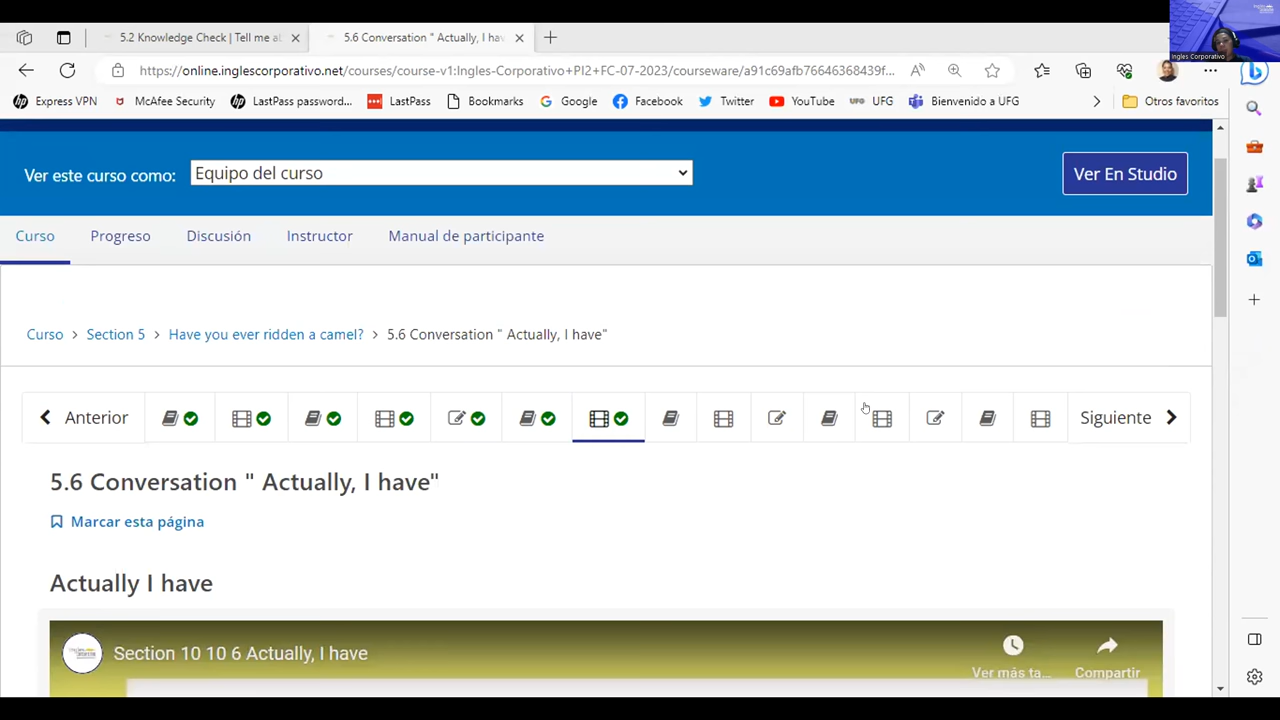 5.2 Knowledge Check | Tell me ab
5.6 Conversation " Actually, I hav
https://online.inglescorporativo.net/courses/course-v1:Ingles-Corporativo+PI2+FC-07-2023/courseware/a91c69afb76646368439f...
Express VPN McAfee Security LastPass password... LastPass Bookmarks Google Facebook Twitter YouTube UFG Bienvenido a UFG Otros favoritos
Ingles Corporativo
Ver este curso como: Equipo del curso Ver En Studio
Curso Progreso Discusión Instructor Manual de participante
Curso > Section 5 > Have you ever ridden a camel? > 5.6 Conversation " Actually, I have"
Anterior Siguiente
5.6 Conversation " Actually, I have"
Marcar esta página
Actually I have
Section 10 10 6 Actually, I have
Ver más ta... Compartir